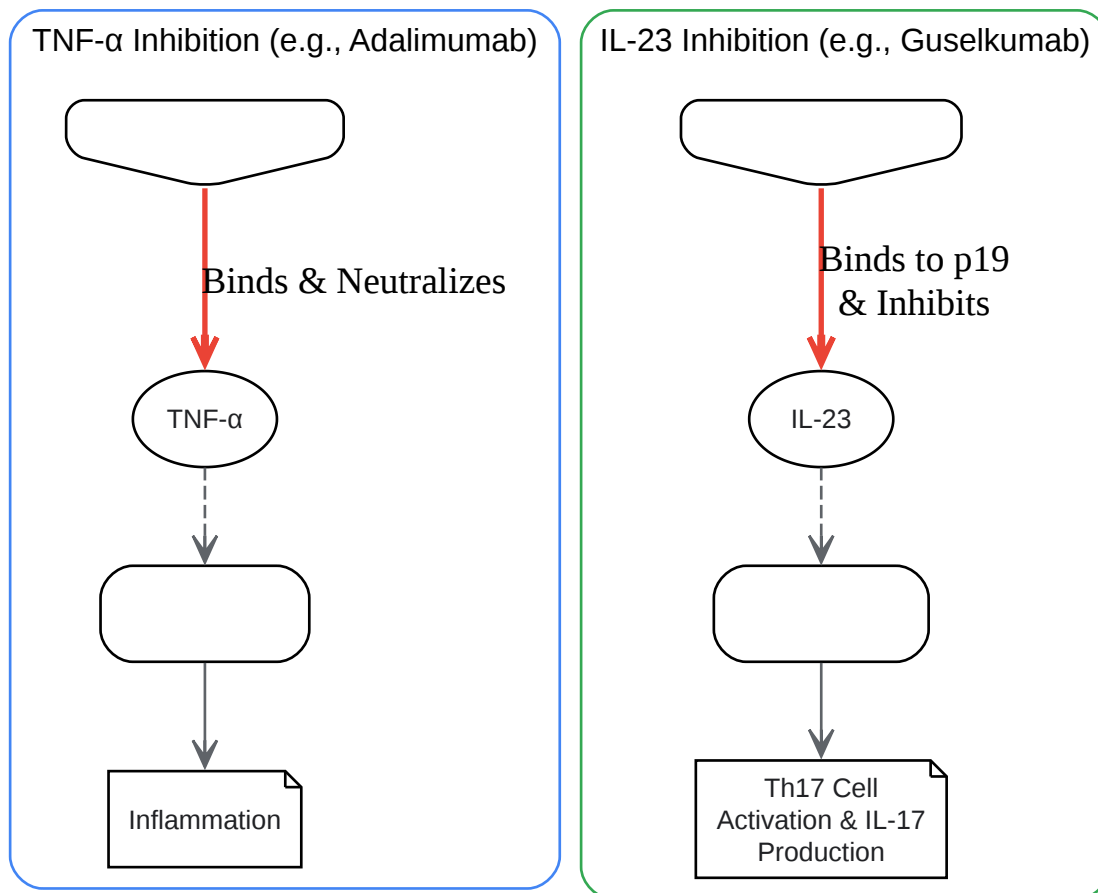 TNF-α Inhibition (e.g., Adalimumab)
Binds & Neutralizes
TNF-α
Inflammation
IL-23 Inhibition (e.g., Guselkumab)
Binds to p19
& Inhibits
IL-23
Th17 Cell
Activation & IL-17
Production